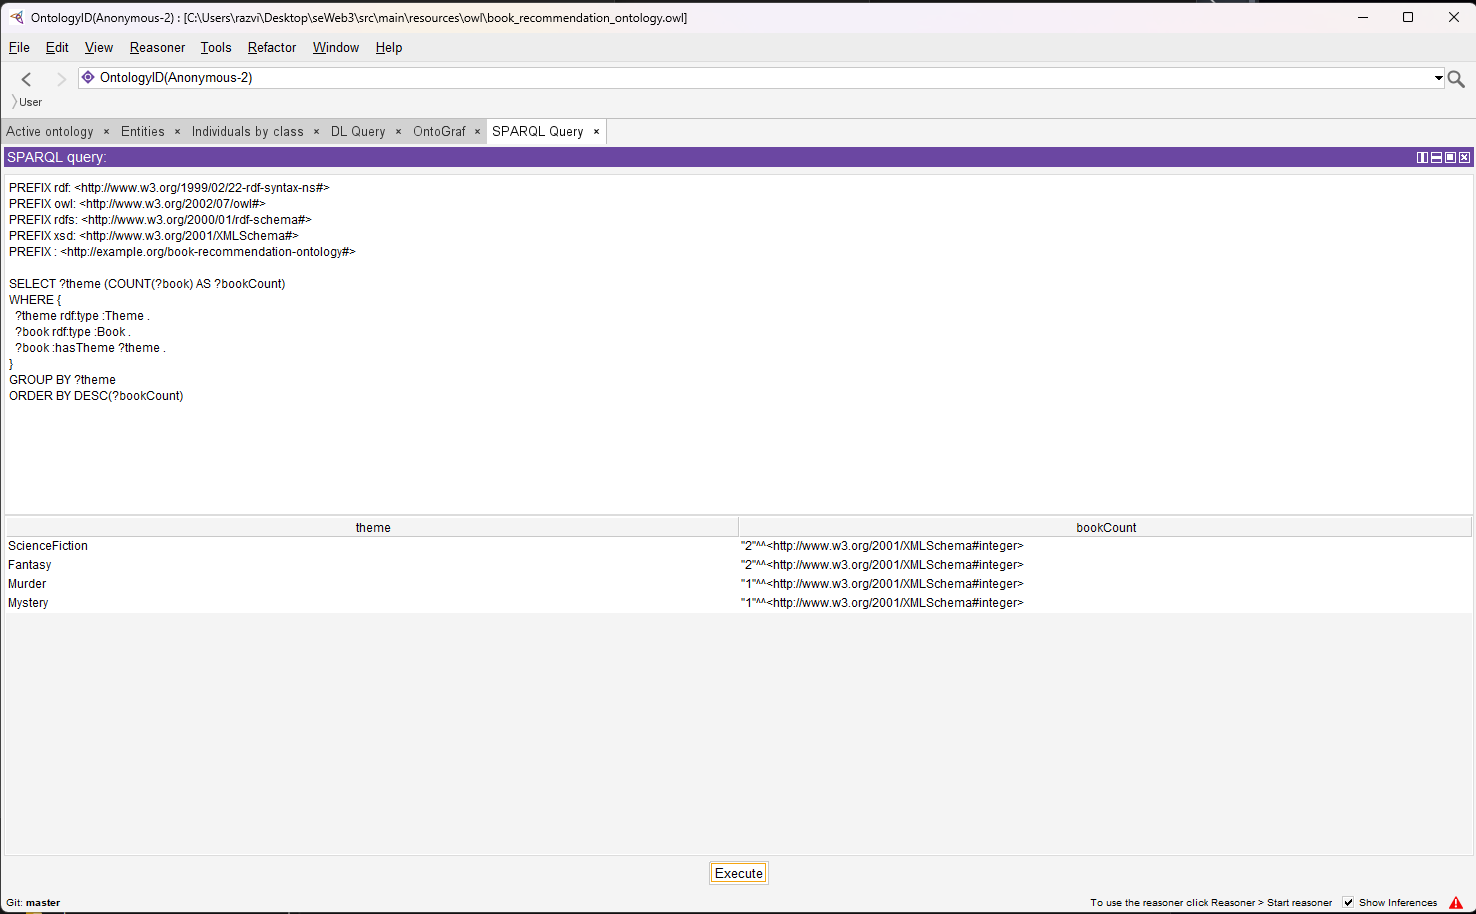 OntologyID(Anonymous-2) : [C:\Users\razvi\Desktop\seWeb3\src\main\resources\owl\book_recommendation_ontology.owl]
File Edit View Reasoner Tools Refactor Window Help
OntologyID(Anonymous-2)
User
Active ontology × Entities × Individuals by class × DL Query × OntoGraf × SPARQL Query ×
SPARQL query:
PREFIX rdf: <http://www.w3.org/1999/02/22-rdf-syntax-ns#>
PREFIX owl: <http://www.w3.org/2002/07/owl#>
PREFIX rdfs: <http://www.w3.org/2000/01/rdf-schema#>
PREFIX xsd: <http://www.w3.org/2001/XMLSchema#>
PREFIX : <http://example.org/book-recommendation-ontology#>
SELECT ?theme (COUNT(?book) AS ?bookCount)
WHERE {
?theme rdf:type :Theme .
?book rdf:type :Book .
?book :hasTheme ?theme .
}
GROUP BY ?theme
ORDER BY DESC(?bookCount)
theme bookCount
ScienceFiction "2"^^<http://www.w3.org/2001/XMLSchema#integer>
Fantasy "2"^^<http://www.w3.org/2001/XMLSchema#integer>
Murder "1"^^<http://www.w3.org/2001/XMLSchema#integer>
Mystery "1"^^<http://www.w3.org/2001/XMLSchema#integer>
Execute
Git: master To use the reasoner click Reasoner > Start reasoner Show Inferences